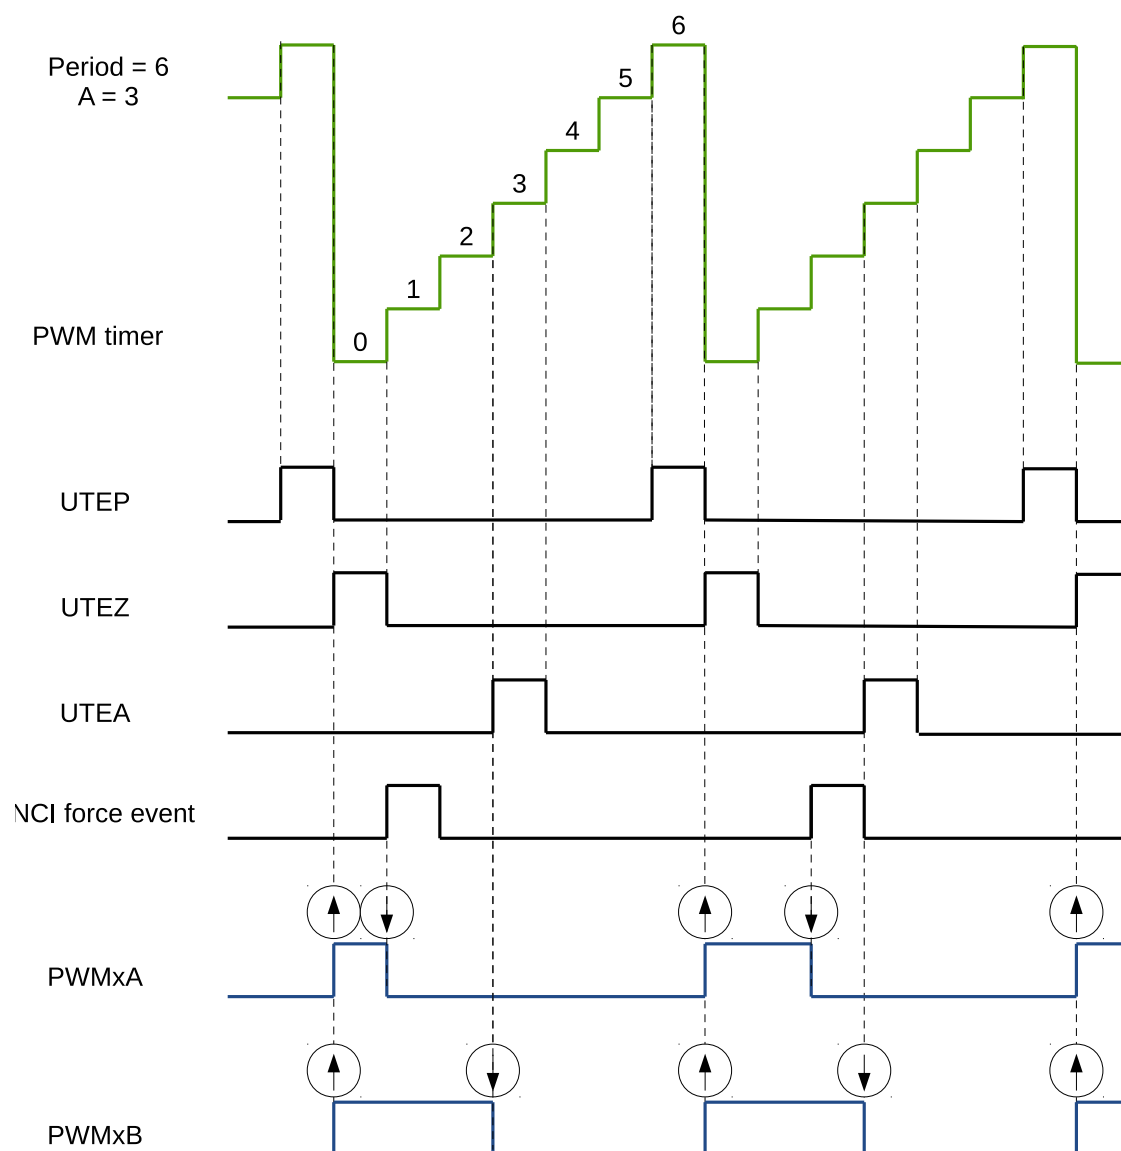 6
Period = 6
A = 3
5
4
3
2
1
0
PWM timer
UTEP
UTEZ
UTEA
NCI force event
PWMxA
PWMxB